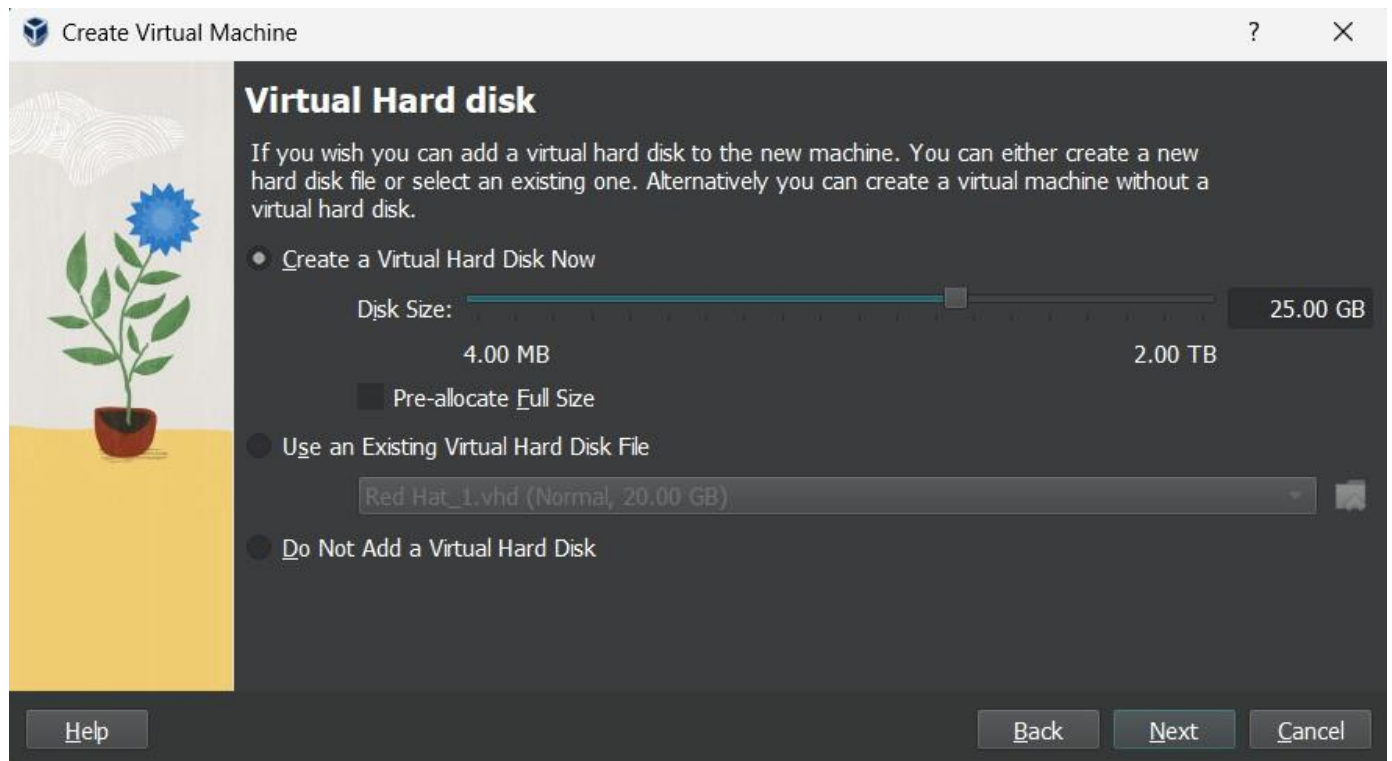 Create Virtual Machine
?
Virtual Hard disk
If you wish you can add a virtual hard disk to the new machine. You can either create a new
hard disk file or select an existing one. Alternatively you can create a virtual machine without a
virtual hard disk.
Create a Virtual Hard Disk Now
Disk Size:
25.00 GB
4.00 MB
2.00 TB
Pre-allocate Full Size
Use an Existing Virtual Hard Disk File
Red Hat_1.vhd (Normal, 20.00 GB)
Do Not Add a Virtual Hard Disk
Help
Back
Next
Cancel